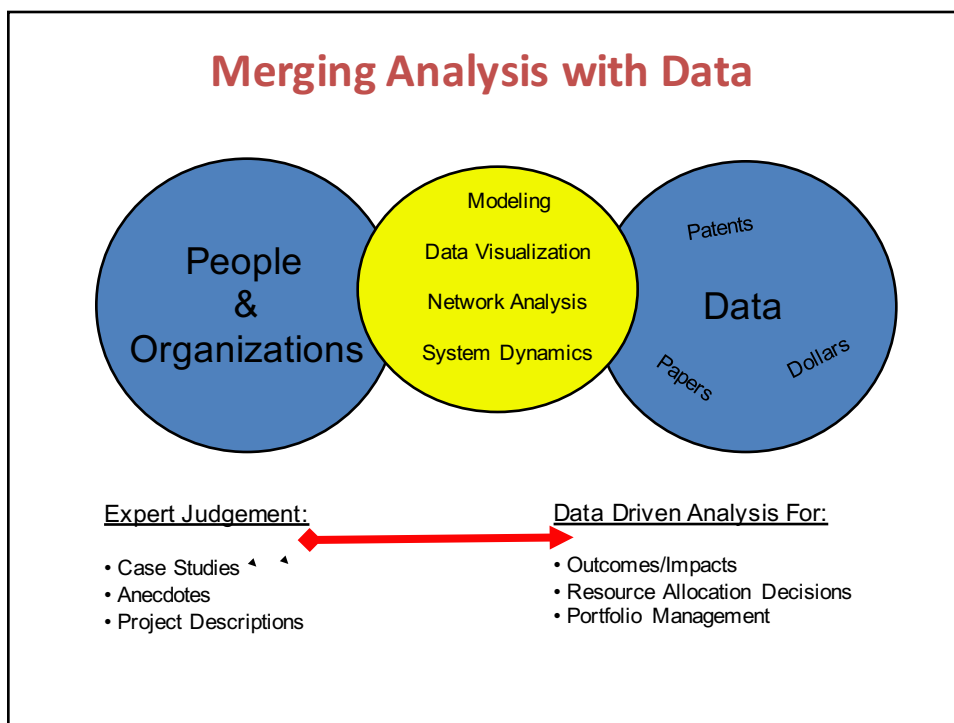 Merging Analysis with Data
People
&
Organizations
Modeling
Data Visualization
Network Analysis
System Dynamics
Patents
Data
Papers
Dollars
Expert Judgement:
• Case Studies
• Anecdotes
• Project Descriptions
Data Driven Analysis For:
• Outcomes/Impacts
• Resource Allocation Decisions
• Portfolio Management